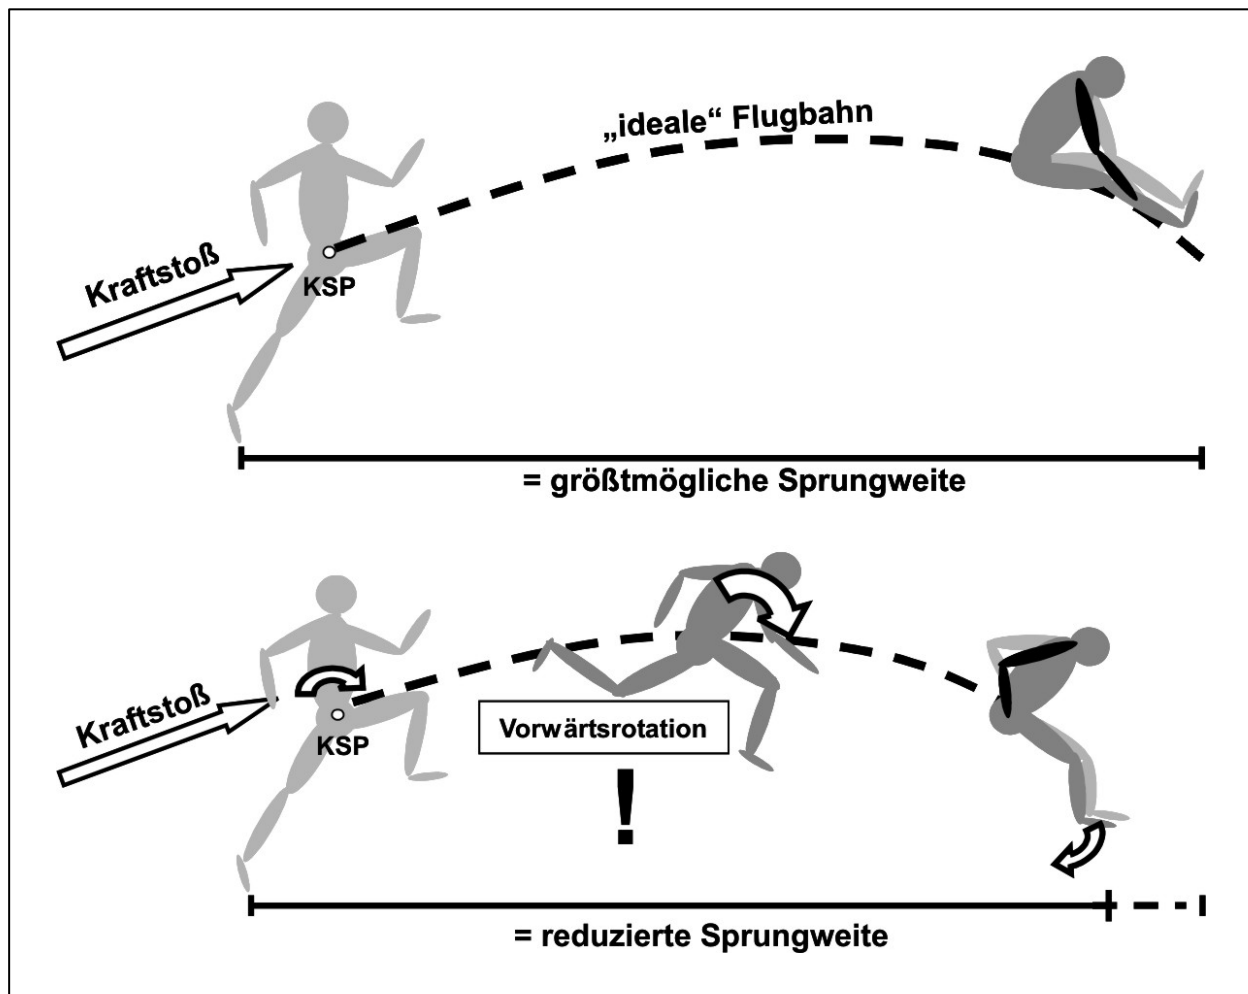 „ideale“ Flugbahn
Kraftstoß
KSP
= größtmögliche Sprungweite
Kraftstoß
KSP
Vorwärtsrotation
!
= reduzierte Sprungweite